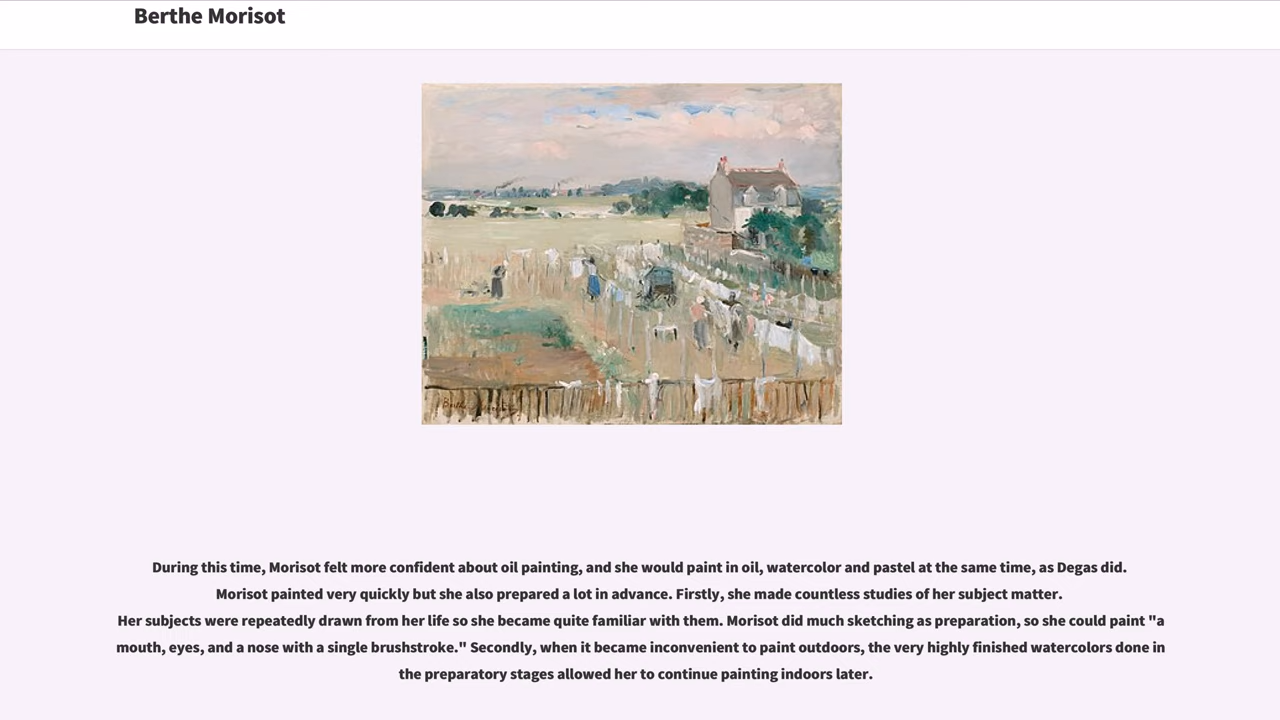 Berthe Morisot
During this time, Morisot felt more confident about oil painting, and she would paint in oil, watercolor and pastel at the same time, as Degas did.
Morisot painted very quickly but she also prepared a lot in advance. Firstly, she made countless studies of her subject matter.
Her subjects were repeatedly drawn from her life so she became quite familiar with them. Morisot did much sketching as preparation, so she could paint "a
mouth, eyes, and a nose with a single brushstroke." Secondly, when it became inconvenient to paint outdoors, the very highly finished watercolors done in
the preparatory stages allowed her to continue painting indoors later.